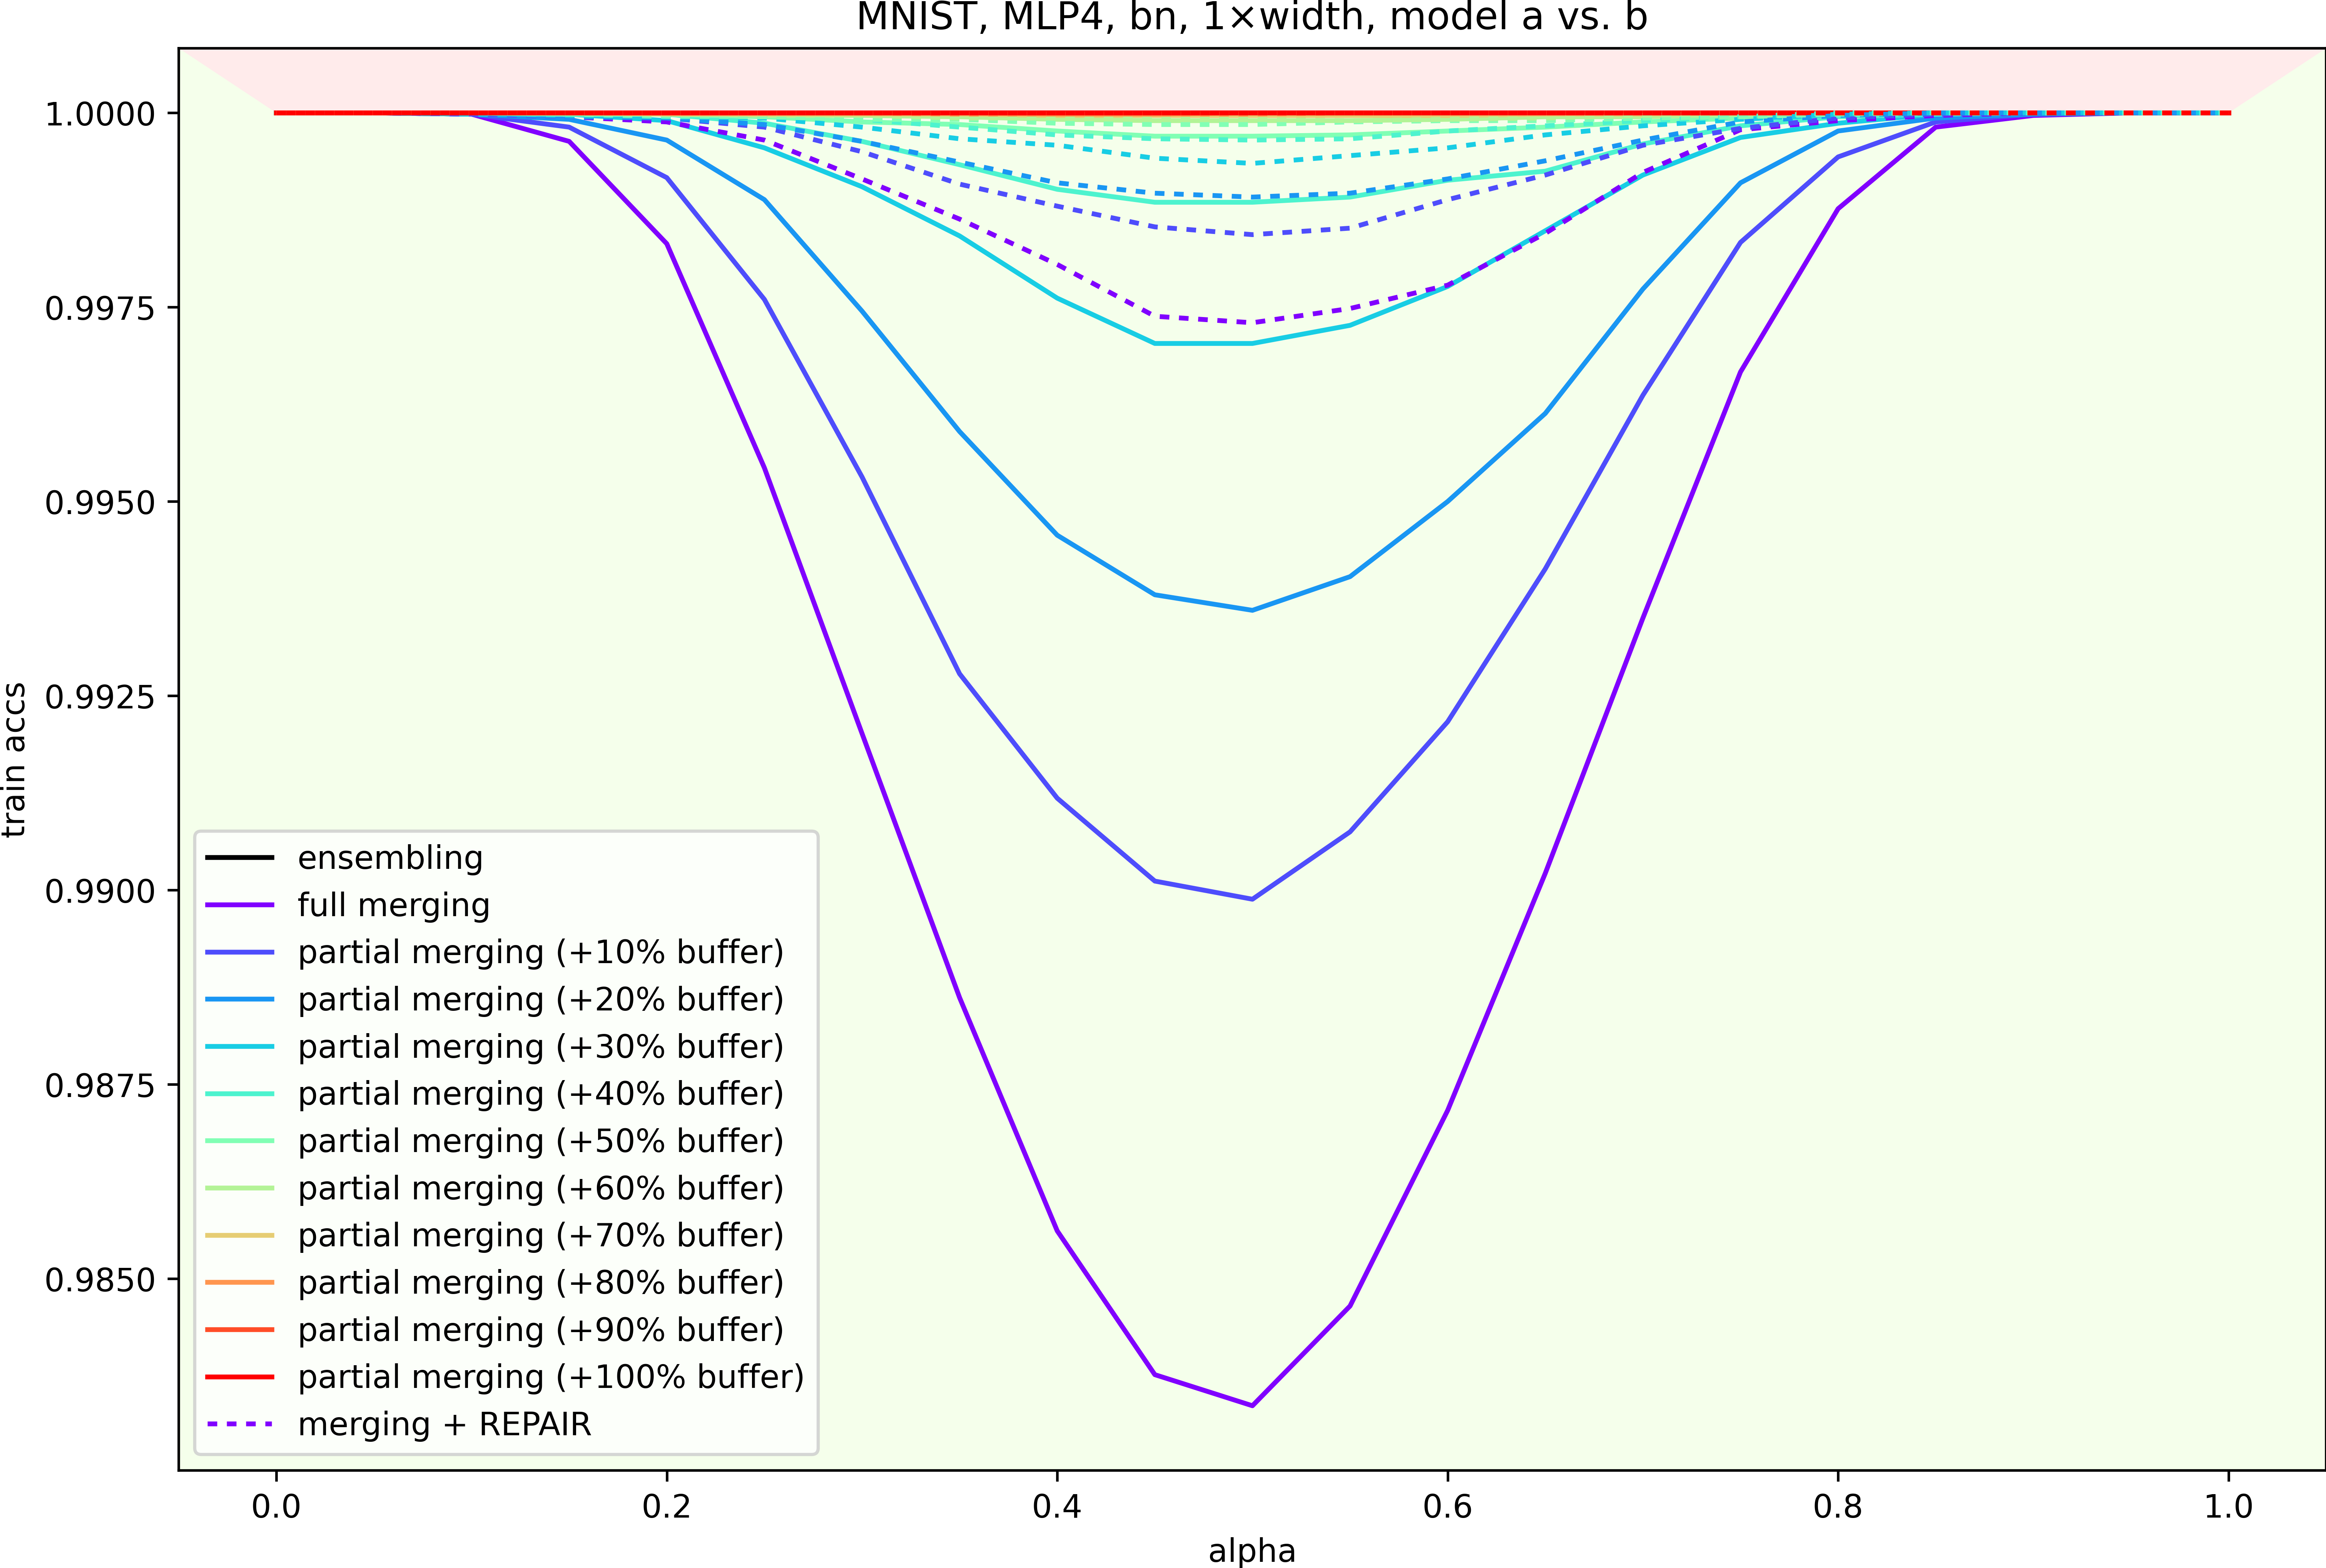 MNIST, MLP4, bn, 1×width, model a vs. b
train accs
1.0000
0.9975
0.9950
0.9925
0.9900
0.9875
0.9850
ensembling
full merging
partial merging (+10% buffer)
partial merging (+20% buffer)
partial merging (+30% buffer)
partial merging (+40% buffer)
partial merging (+50% buffer)
partial merging (+60% buffer)
partial merging (+70% buffer)
partial merging (+80% buffer)
partial merging (+90% buffer)
partial merging (+100% buffer)
merging + REPAIR
0.0 0.2 0.4 0.6 0.8 1.0
alpha